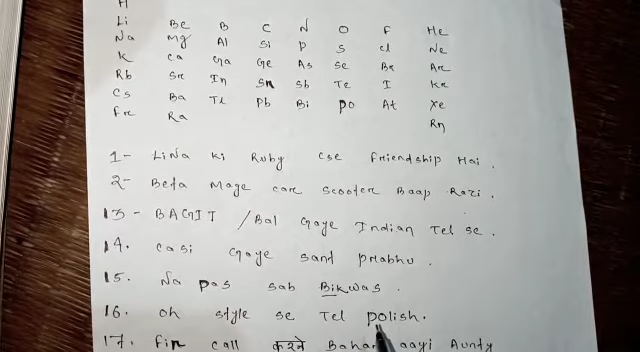 H
Li Be B C N O F He
Na Mg Al Si P S Cl Ne
K Ca Ga Ge As Se Br Ar
Rb Sr In Sn Sb Te I Kr
Cs Ba Tl Pb Bi Po At Xe
Fr Ra Rn
1- LiNa ki Ruby Cse Friendship Hai.
2- Beta Mage car Scooter Baap Razi.
13- BAGIT /Bal Gaye Indian Tel se.
14. Casi Gaye sant prabhu.
15. Na pas sab Bikwas.
16. Oh style se Tel polish.
17. Fir call करने Bahar aayi Aunty